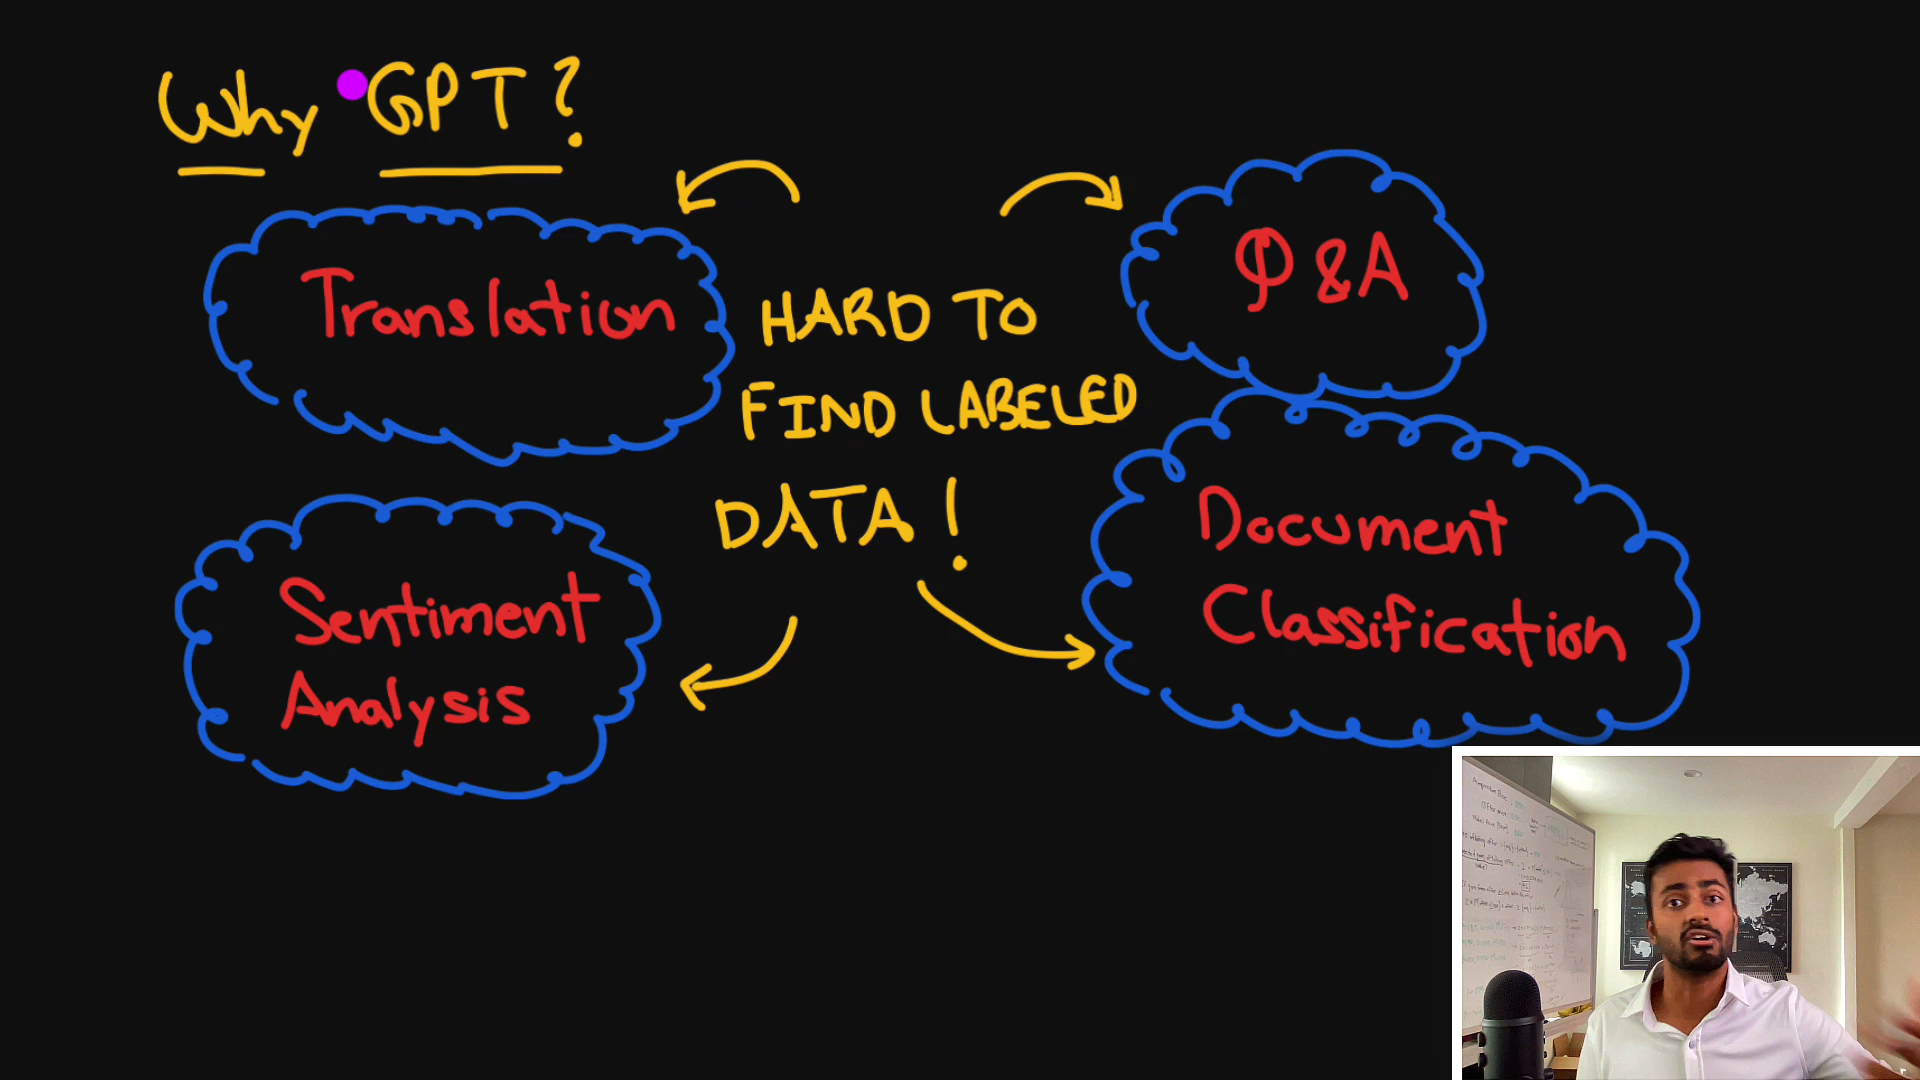 Why GPT?
Translation
HARD TO
FIND LABELED
DATA!
Q&A
Sentiment
Analysis
Document
Classification